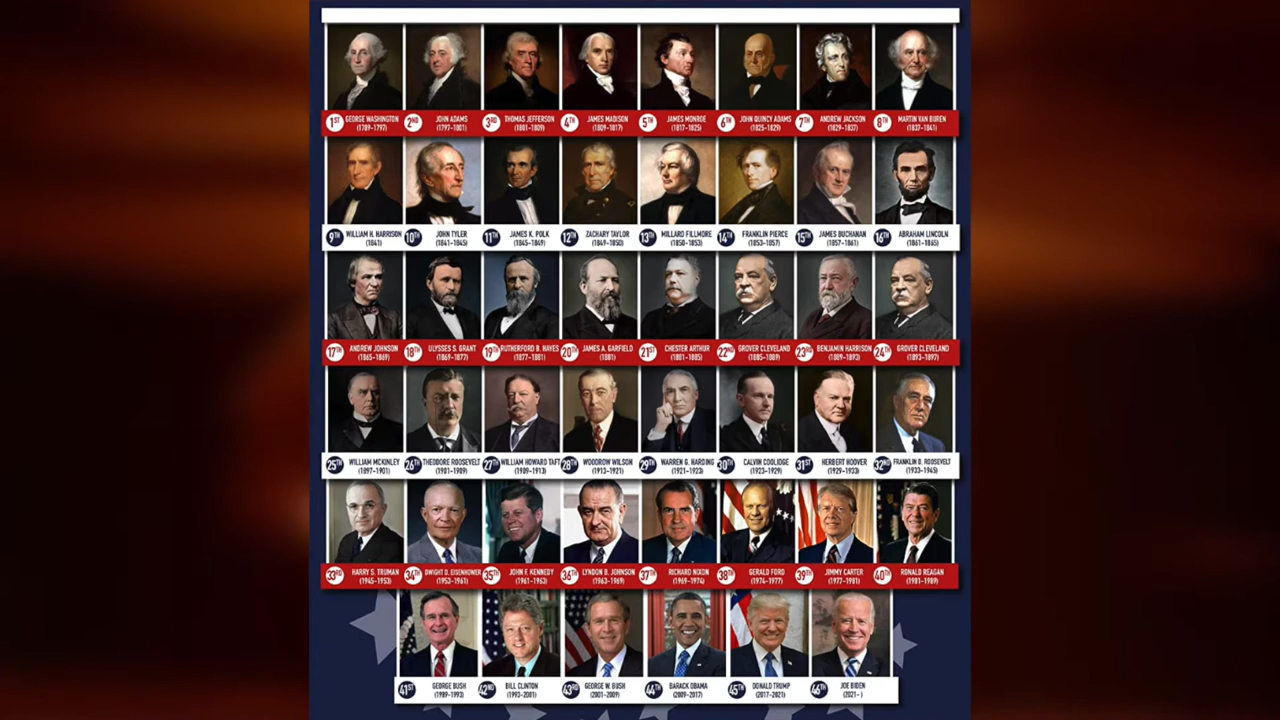 1ST GEORGE WASHINGTON 2ND JOHN ADAMS 3RD THOMAS JEFFERSON 4TH JAMES MADISON 5TH JAMES MONROE 6TH JOHN QUINCY ADAMS 7TH ANDREW JACKSON 8TH MARTIN VAN BUREN
(1789-1797) (1797-1801) (1801-1809) (1809-1817) (1817-1825) (1825-1829) (1829-1837) (1837-1841)
9TH WILLIAM H. HARRISON 10TH JOHN TYLER 11TH JAMES K. POLK 12TH ZACHARY TAYLOR 13TH MILLARD FILLMORE 14TH FRANKLIN PIERCE 15TH JAMES BUCHANAN 16TH ABRAHAM LINCOLN
(1841) (1841-1845) (1845-1849) (1849-1850) (1850-1853) (1853-1857) (1857-1861) (1861-1865)
17TH ANDREW JOHNSON 18TH ULYSSES S. GRANT 19TH RUTHERFORD B. HAYES 20TH JAMES A. GARFIELD 21ST CHESTER ARTHUR 22ND GROVER CLEVELAND 23RD BENJAMIN HARRISON 24TH GROVER CLEVELAND
(1865-1869) (1869-1877) (1877-1881) (1881) (1881-1885) (1885-1889) (1889-1893) (1893-1897)
25TH WILLIAM MCKINLEY 26TH THEODORE ROOSEVELT 27TH WILLIAM HOWARD TAFT 28TH WOODROW WILSON 29TH WARREN G. HARDING 30TH CALVIN COOLIDGE 31ST HERBERT HOOVER 32ND FRANKLIN D. ROOSEVELT
(1897-1901) (1901-1909) (1909-1913) (1913-1921) (1921-1923) (1923-1929) (1929-1933) (1933-1945)
33RD HARRY S. TRUMAN 34TH DWIGHT D. EISENHOWER 35TH JOHN F. KENNEDY 36TH LYNDON B. JOHNSON 37TH RICHARD NIXON 38TH GERALD FORD 39TH JIMMY CARTER 40TH RONALD REAGAN
(1945-1953) (1953-1961) (1961-1963) (1963-1969) (1969-1974) (1974-1977) (1977-1981) (1981-1989)
41ST GEORGE BUSH 42ND BILL CLINTON 43RD GEORGE W. BUSH 44TH BARACK OBAMA 45TH DONALD TRUMP 46TH JOE BIDEN
(1989-1993) (1993-2001) (2001-2009) (2009-2017) (2017-2021) (2021- )